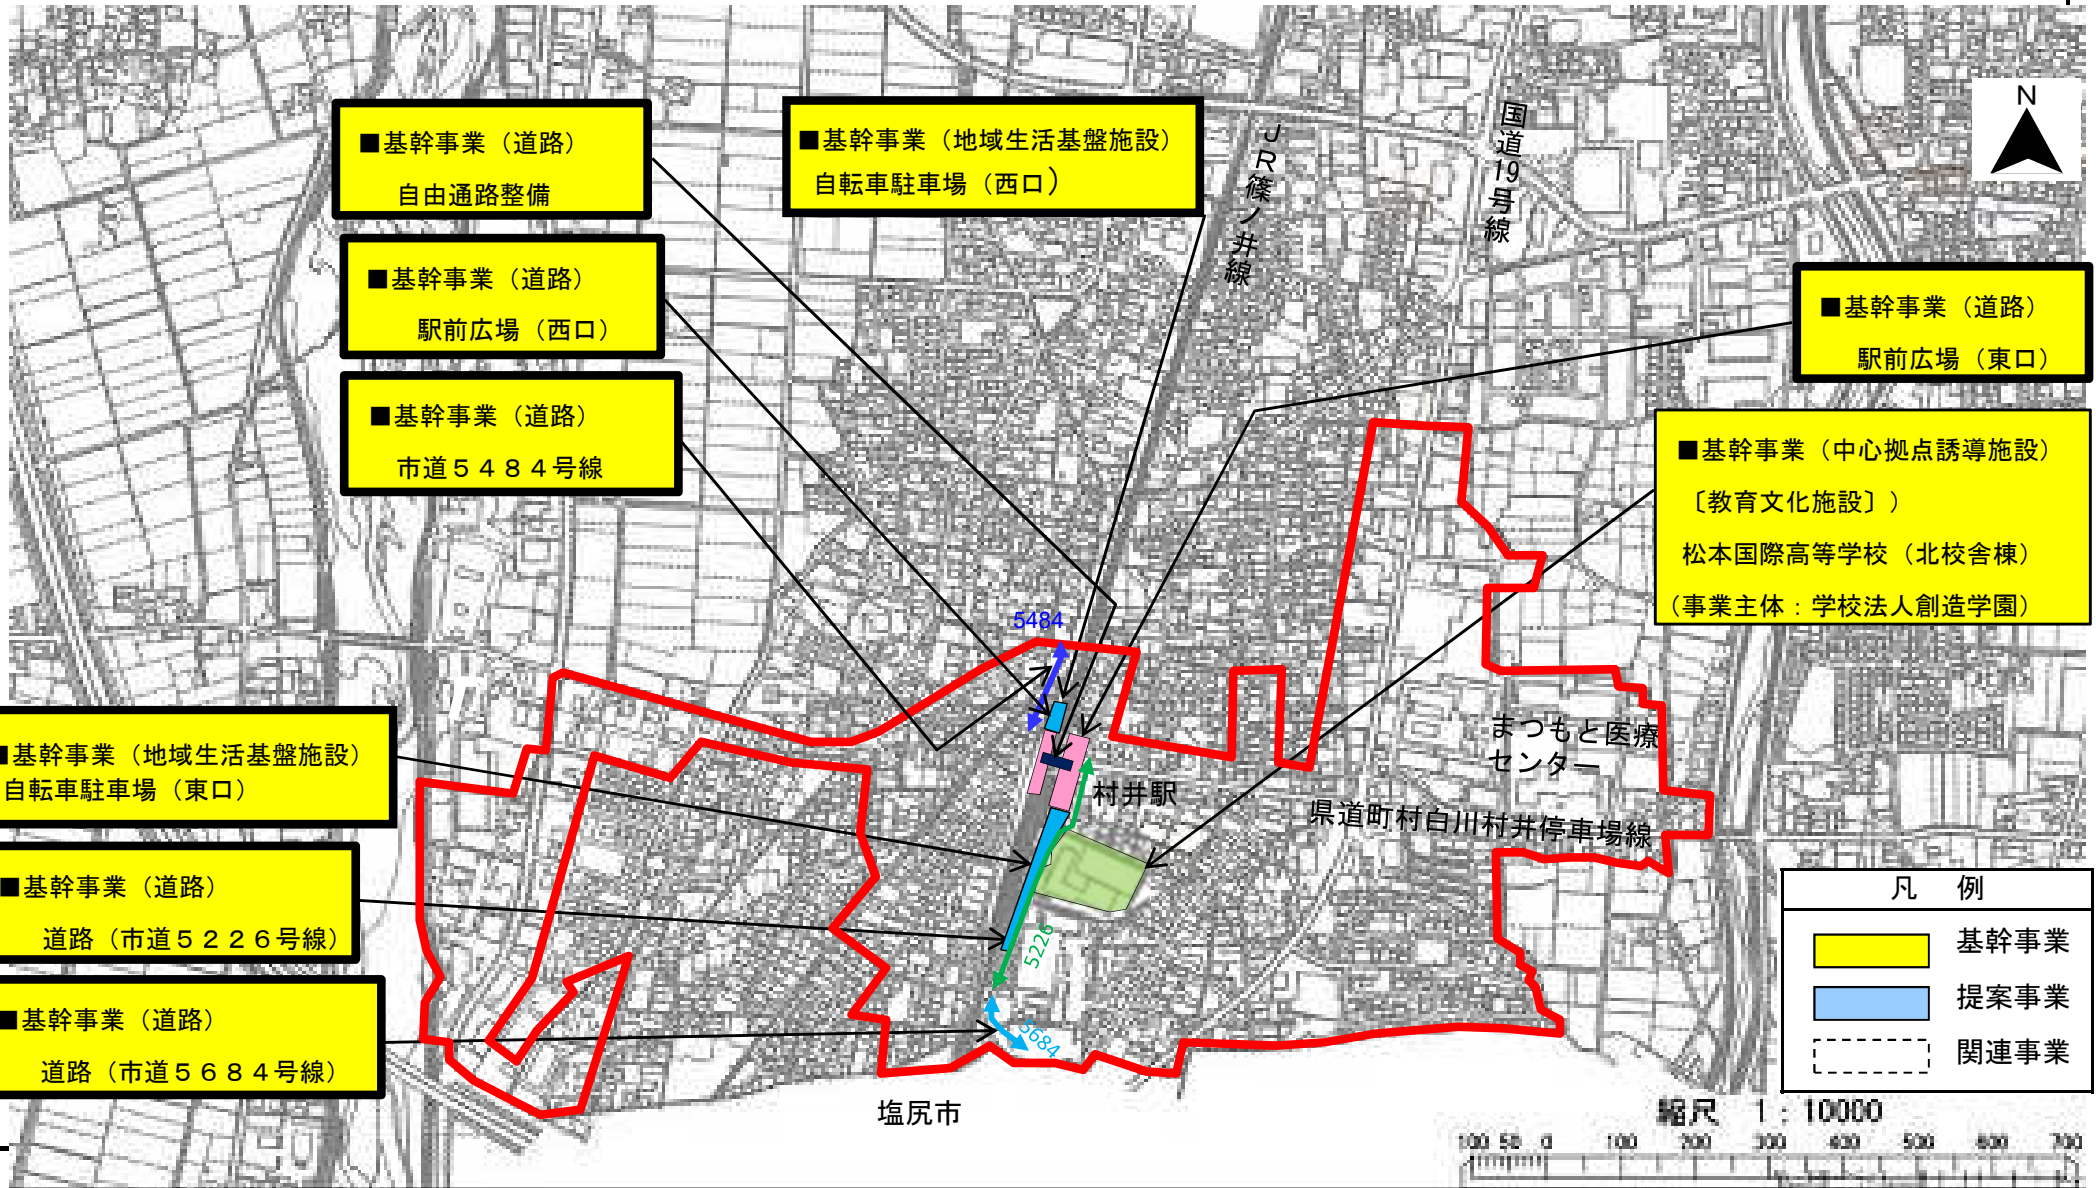 ■基幹事業（道路）
自由通路整備
■基幹事業（地域生活基盤施設）
自転車駐車場（西口）
■基幹事業（道路）
駅前広場（西口）
■基幹事業（道路）
市道５４８４号線
ＪＲ篠ノ井線
国道19号線
N
■基幹事業（道路）
駅前広場（東口）
■基幹事業（中心拠点誘導施設）
〔教育文化施設〕）
松本国際高等学校（北校舎棟）
（事業主体：学校法人創造学園）
5484
まつもと医療
センター
村井駅
県道町村白川村井停車場線
■基幹事業（地域生活基盤施設）
自転車駐車場（東口）
■基幹事業（道路）
道路（市道５２２６号線）
■基幹事業（道路）
道路（市道５６８４号線）
5226
5684
塩尻市
凡　例
基幹事業
提案事業
関連事業
縮尺　1：10000
100 50 0 100 200 300 400 500 600 700